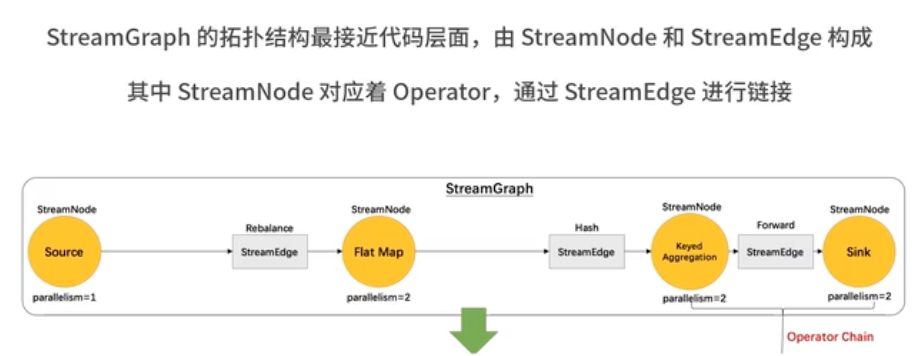 StreamGraph 的拓扑结构最接近代码层面，由 StreamNode 和 StreamEdge 构成
其中 StreamNode 对应着 Operator，通过 StreamEdge 进行链接
StreamGraph
StreamNode
Source
parallelism=1
Rebalance
StreamEdge
StreamNode
Flat Map
parallelism=2
Hash
StreamEdge
StreamNode
Keyed
Aggregation
parallelism=2
Forward
StreamEdge
StreamNode
Sink
parallelism=2
Operator Chain